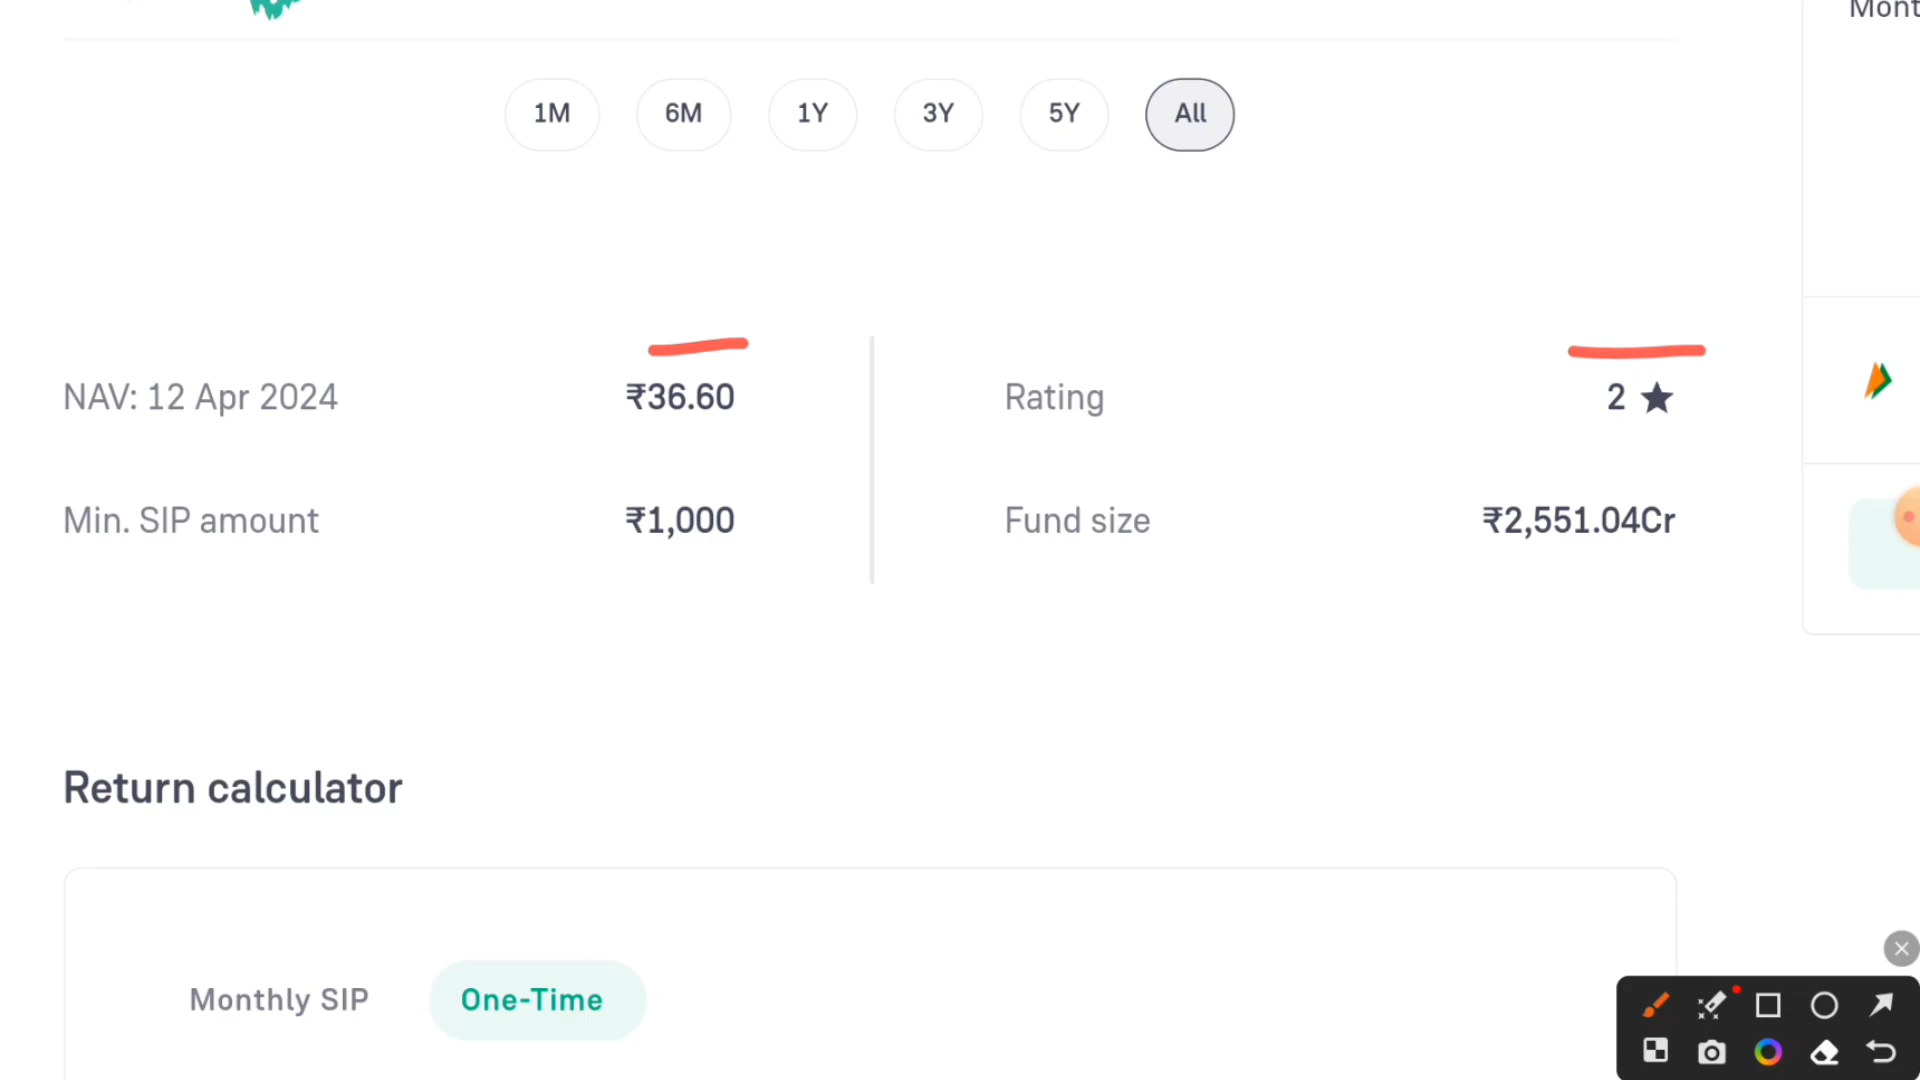 Mont
1M 6M 1Y 3Y 5Y All
NAV: 12 Apr 2024 ₹36.60 Rating 2 ★
Min. SIP amount ₹1,000 Fund size ₹2,551.04Cr
Return calculator
Monthly SIP One-Time